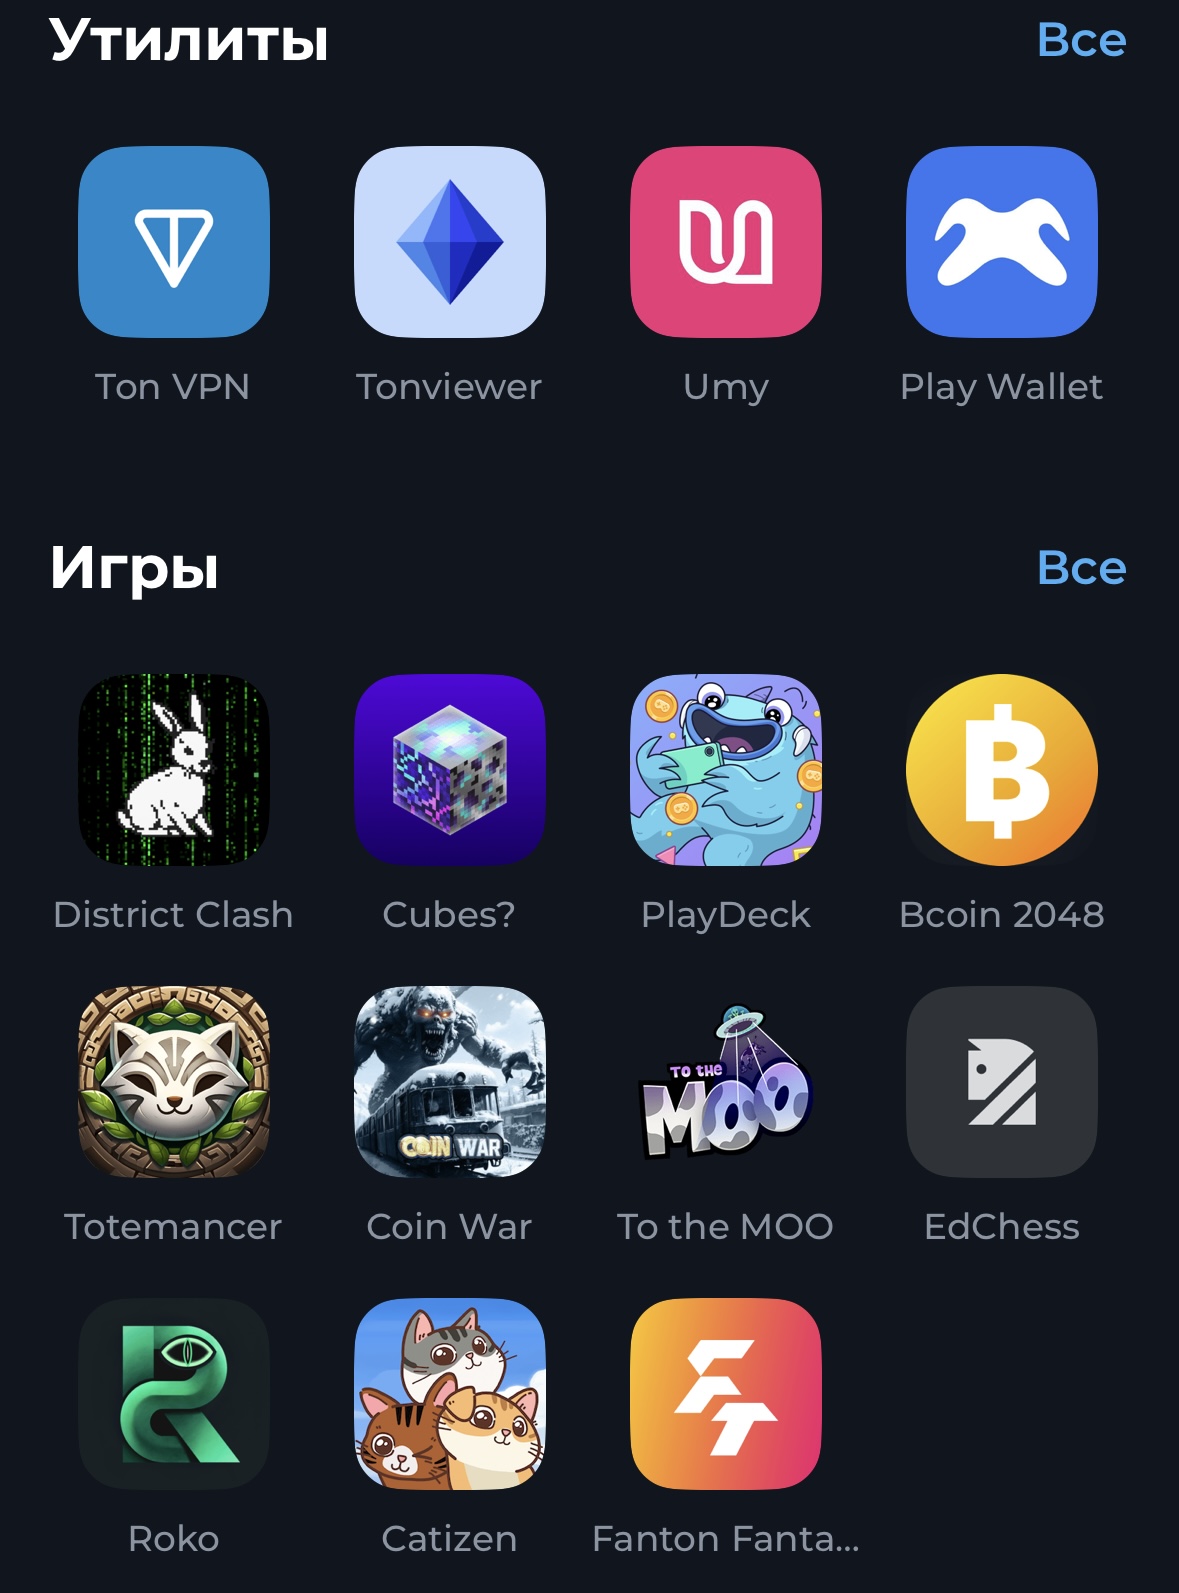 Утилиты Все
Ton VPN Tonviewer Umy Play Wallet
Игры Все
TO THE
MOO
COIN WAR
District Clash Cubes? PlayDeck Bcoin 2048
Totemancer Coin War To the MOO EdChess
Roko Catizen Fanton Fanta...